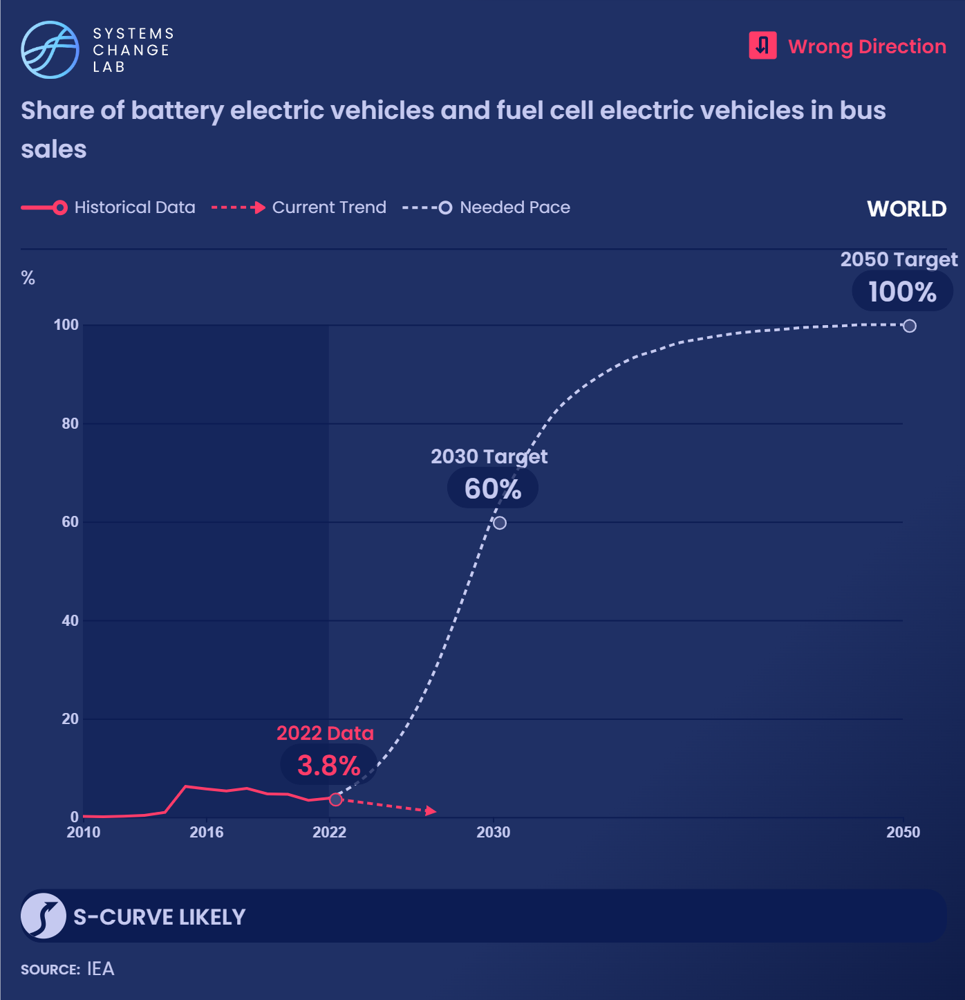 SYSTEMS
CHANGE
LAB
Wrong Direction
Share of battery electric vehicles and fuel cell electric vehicles in bus
sales
Historical Data
Current Trend
Needed Pace
WORLD
%
2050 Target
100%
100
80
2030 Target
60%
60
40
20
2022 Data
3.8%
0
2010
2016
2022
2030
2050
S-CURVE LIKELY
SOURCE: IEA